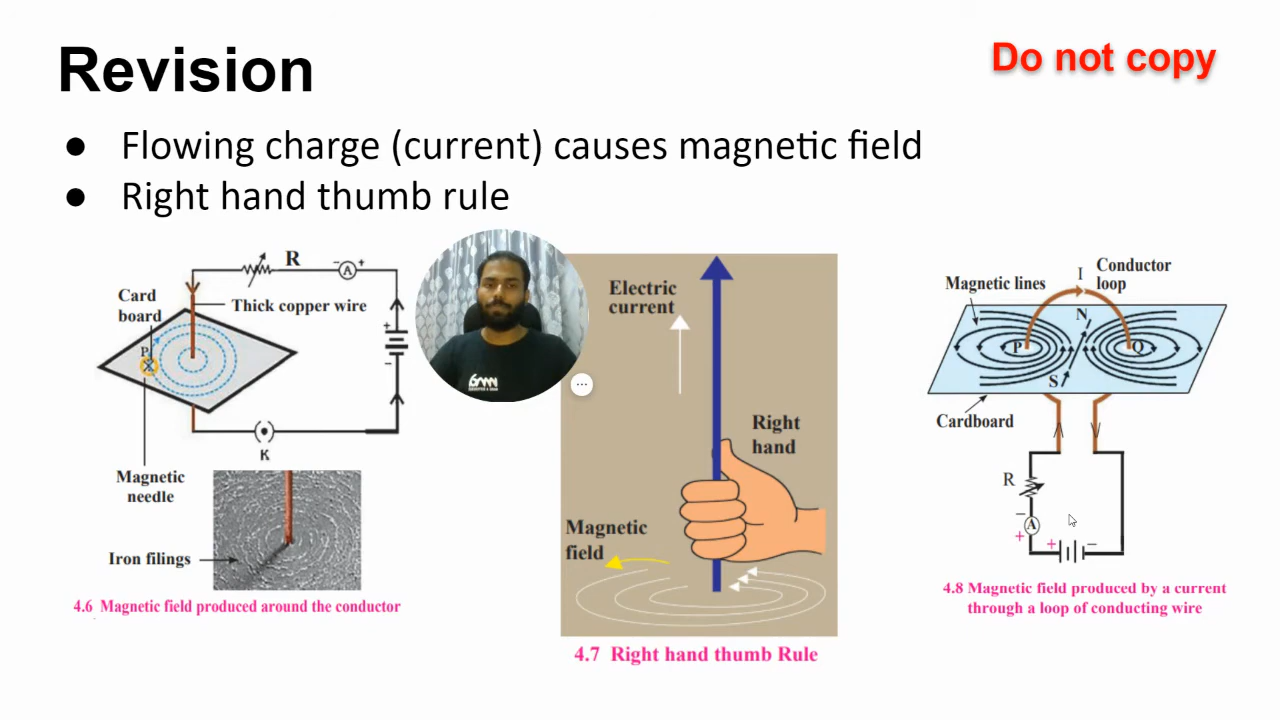 Revision
Do not copy
● Flowing charge (current) causes magnetic field
● Right hand thumb rule
R
− A +
Card
board
Thick copper wire
P
+
−
K
Magnetic
needle
Iron filings
4.6 Magnetic field produced around the conductor
Electric
current
Right
hand
Magnetic
field
4.7 Right hand thumb Rule
Magnetic lines
I
Conductor
loop
N
P
Q
S
Cardboard
R
−
A
+
+ −
4.8 Magnetic field produced by a current
through a loop of conducting wire